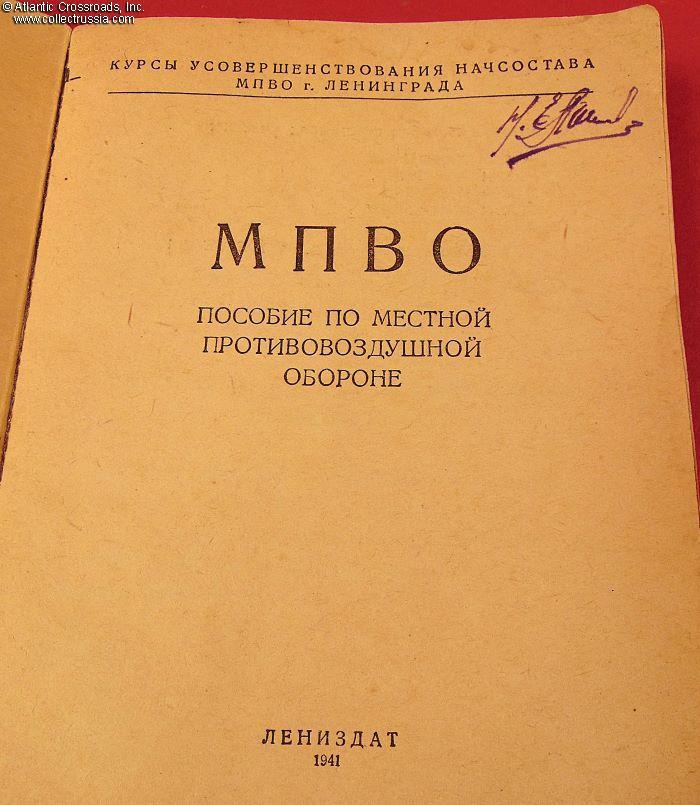 © Atlantic Crossroads, Inc.
www.collectrussia.com
КУРСЫ УСОВЕРШЕНСТВОВАНИЯ НАЧСОСТАВА
МПВО г. ЛЕНИНГРАДА
МПВО
ПОСОБИЕ ПО МЕСТНОЙ
ПРОТИВОВОЗДУШНОЙ
ОБОРОНЕ
ЛЕНИЗДАТ
1941